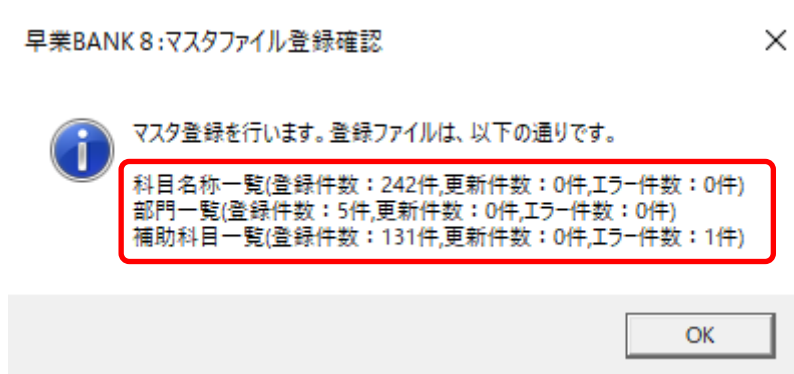 早業BANK８:マスタファイル登録確認
マスタ登録を行います。登録ファイルは、以下の通りです。
科目名称一覧(登録件数：242件,更新件数：0件,エラー件数：0件)
部門一覧(登録件数：5件,更新件数：0件,エラー件数：0件)
補助科目一覧(登録件数：131件,更新件数：0件,エラー件数：1件)
OK